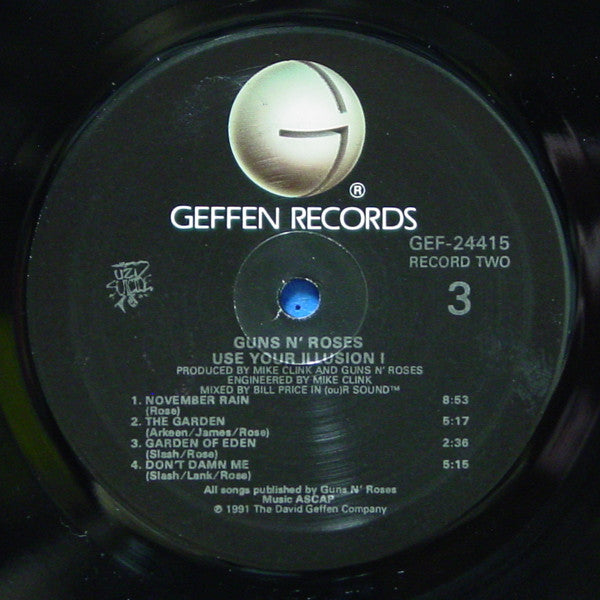 G
®
GEFFEN RECORDS
GEF-24415
RECORD TWO
3
UZI
SUICIDE
GUNS N' ROSES
USE YOUR ILLUSION I
PRODUCED BY MIKE CLINK AND GUNS N' ROSES
ENGINEERED BY MIKE CLINK
MIXED BY BILL PRICE IN (ou)R SOUND™
1. NOVEMBER RAIN 8:53
(Rose)
2. THE GARDEN 5:17
(Arkeen/James/Rose)
3. GARDEN OF EDEN 2:36
(Slash/Rose)
4. DON'T DAMN ME 5:15
(Slash/Lank/Rose)
All songs published by Guns N' Roses
Music ASCAP
℗ 1991 The David Geffen Company